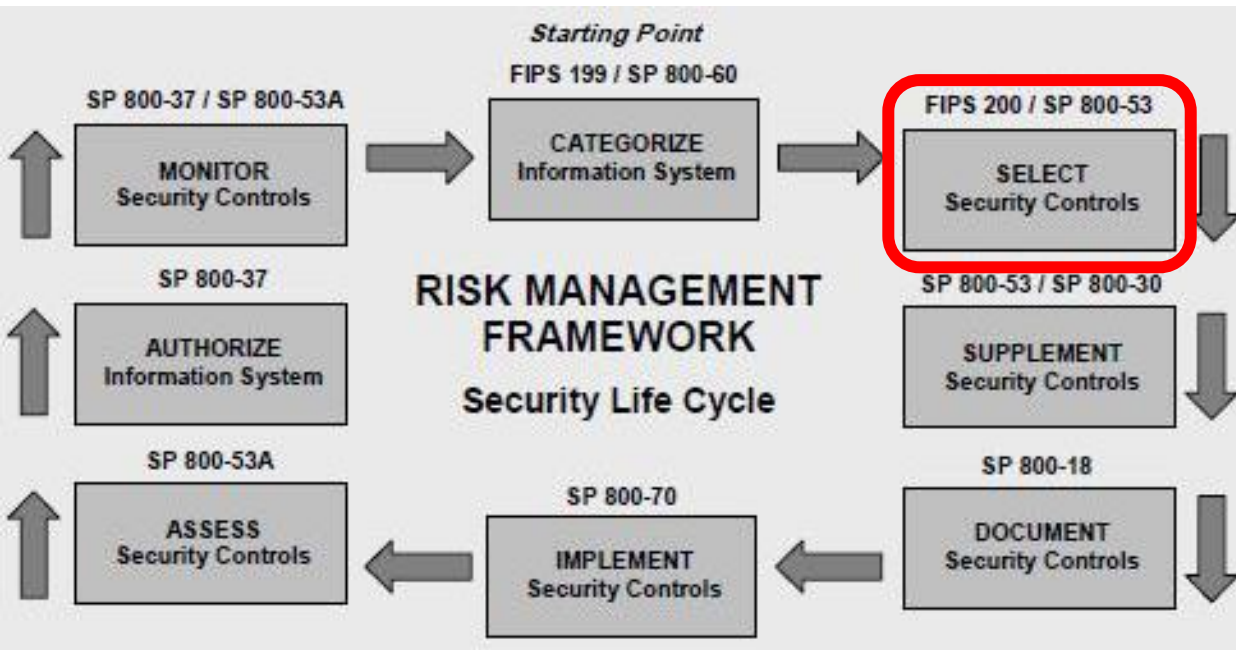 Starting Point
FIPS 199 / SP 800-60
CATEGORIZE
Information System
FIPS 200 / SP 800-53
SELECT
Security Controls
SP 800-53 / SP 800-30
SUPPLEMENT
Security Controls
SP 800-18
DOCUMENT
Security Controls
SP 800-70
IMPLEMENT
Security Controls
SP 800-53A
ASSESS
Security Controls
SP 800-37
AUTHORIZE
Information System
SP 800-37 / SP 800-53A
MONITOR
Security Controls
RISK MANAGEMENT
FRAMEWORK
Security Life Cycle